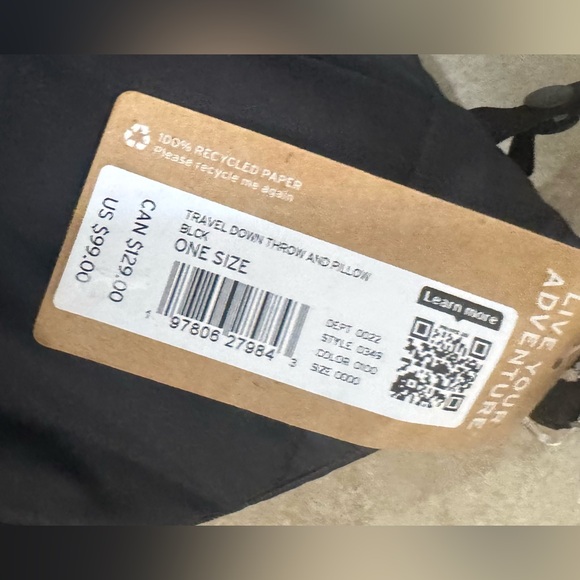 100% RECYCLED PAPER
Please recycle me again
TRAVEL DOWN THROW AND PILLOW
BLCK
ONE SIZE
CAN $129.00
US $99.00
1 97806 27984 3
DEPT 0022
STYLE 0349
COLOR 0100
SIZE 0000
Learn more
LIVE YOUR
ADVENTURE